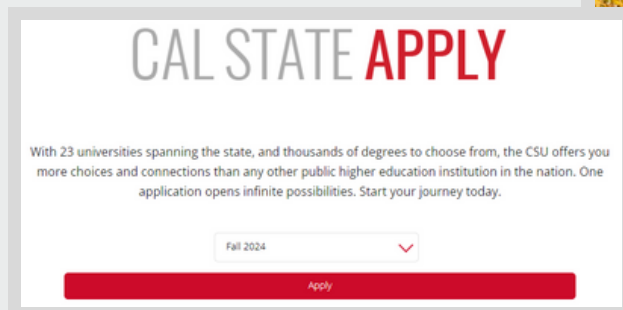 CAL STATE APPLY
With 23 universities spanning the state, and thousands of degrees to choose from, the CSU offers you
more choices and connections than any other public higher education institution in the nation. One
application opens infinite possibilities. Start your journey today.
Fall 2024
Apply